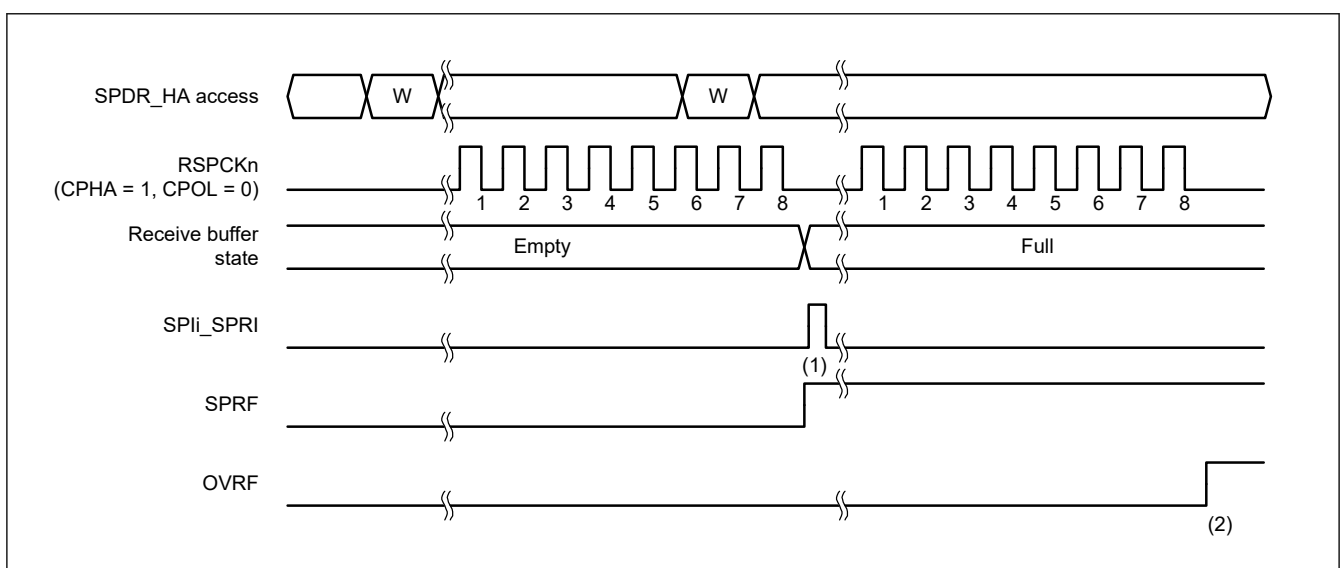 SPDR_HA access
W
W
RSPCKn
(CPHA = 1, CPOL = 0)
1 2 3 4 5 6 7 8
1 2 3 4 5 6 7 8
Receive buffer
state
Empty
Full
SPIi_SPRI
(1)
SPRF
OVRF
(2)